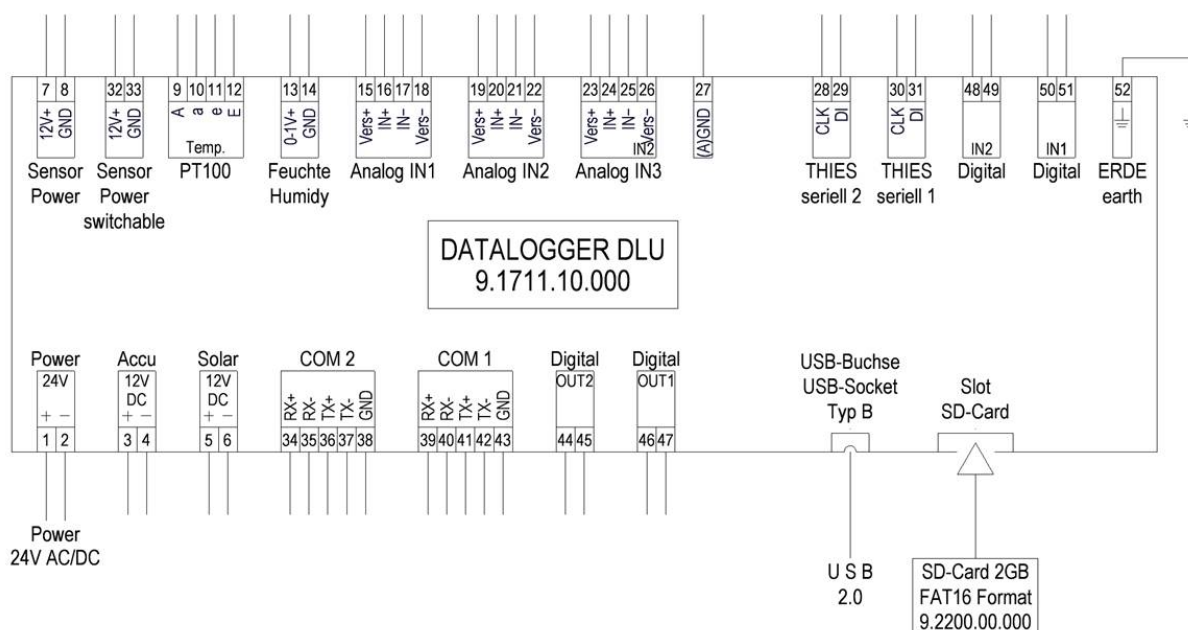 7 8 32 33 9 10 11 12 13 14 15 16 17 18 19 20 21 22 23 24 25 26 27 28 29 30 31 48 49 50 51 52
12V+ GND 12V+ GND A a e E 0-1V+ GND Vers+ IN+ IN- Vers- Vers+ IN+ IN- Vers- Vers+ IN+ IN- Vers- (A)GND CLK DI CLK DI
Temp. IN2 IN2 IN1
Sensor
Power
Sensor
Power
switchable
PT100
Feuchte
Humidy
Analog IN1
Analog IN2
Analog IN3
THIES
seriell 2
THIES
seriell 1
Digital
Digital
ERDE
earth
DATALOGGER DLU
9.1711.10.000
Power
24V
+ −
1 2
Power
24V AC/DC
Accu
12V
DC
+ −
3 4
Solar
12V
DC
+ −
5 6
COM 2
RX+ RX- TX+ TX- GND
34 35 36 37 38
COM 1
RX+ RX- TX+ TX- GND
39 40 41 42 43
Digital
OUT2
44 45
Digital
OUT1
46 47
USB-Buchse
USB-Socket
Typ B
U S B
2.0
Slot
SD-Card
SD-Card 2GB
FAT16 Format
9.2200.00.000